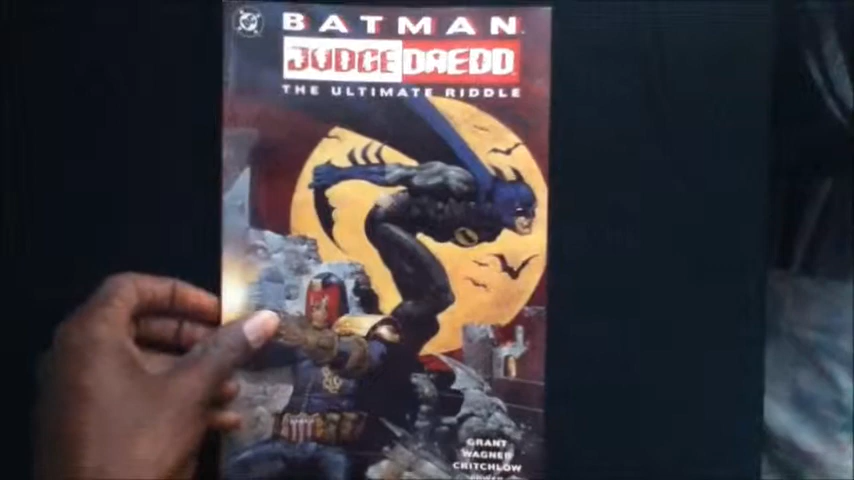 DC
BATMAN
JUDGE DREDD
THE ULTIMATE RIDDLE
GRANT
WAGNER
CRITCHLOW